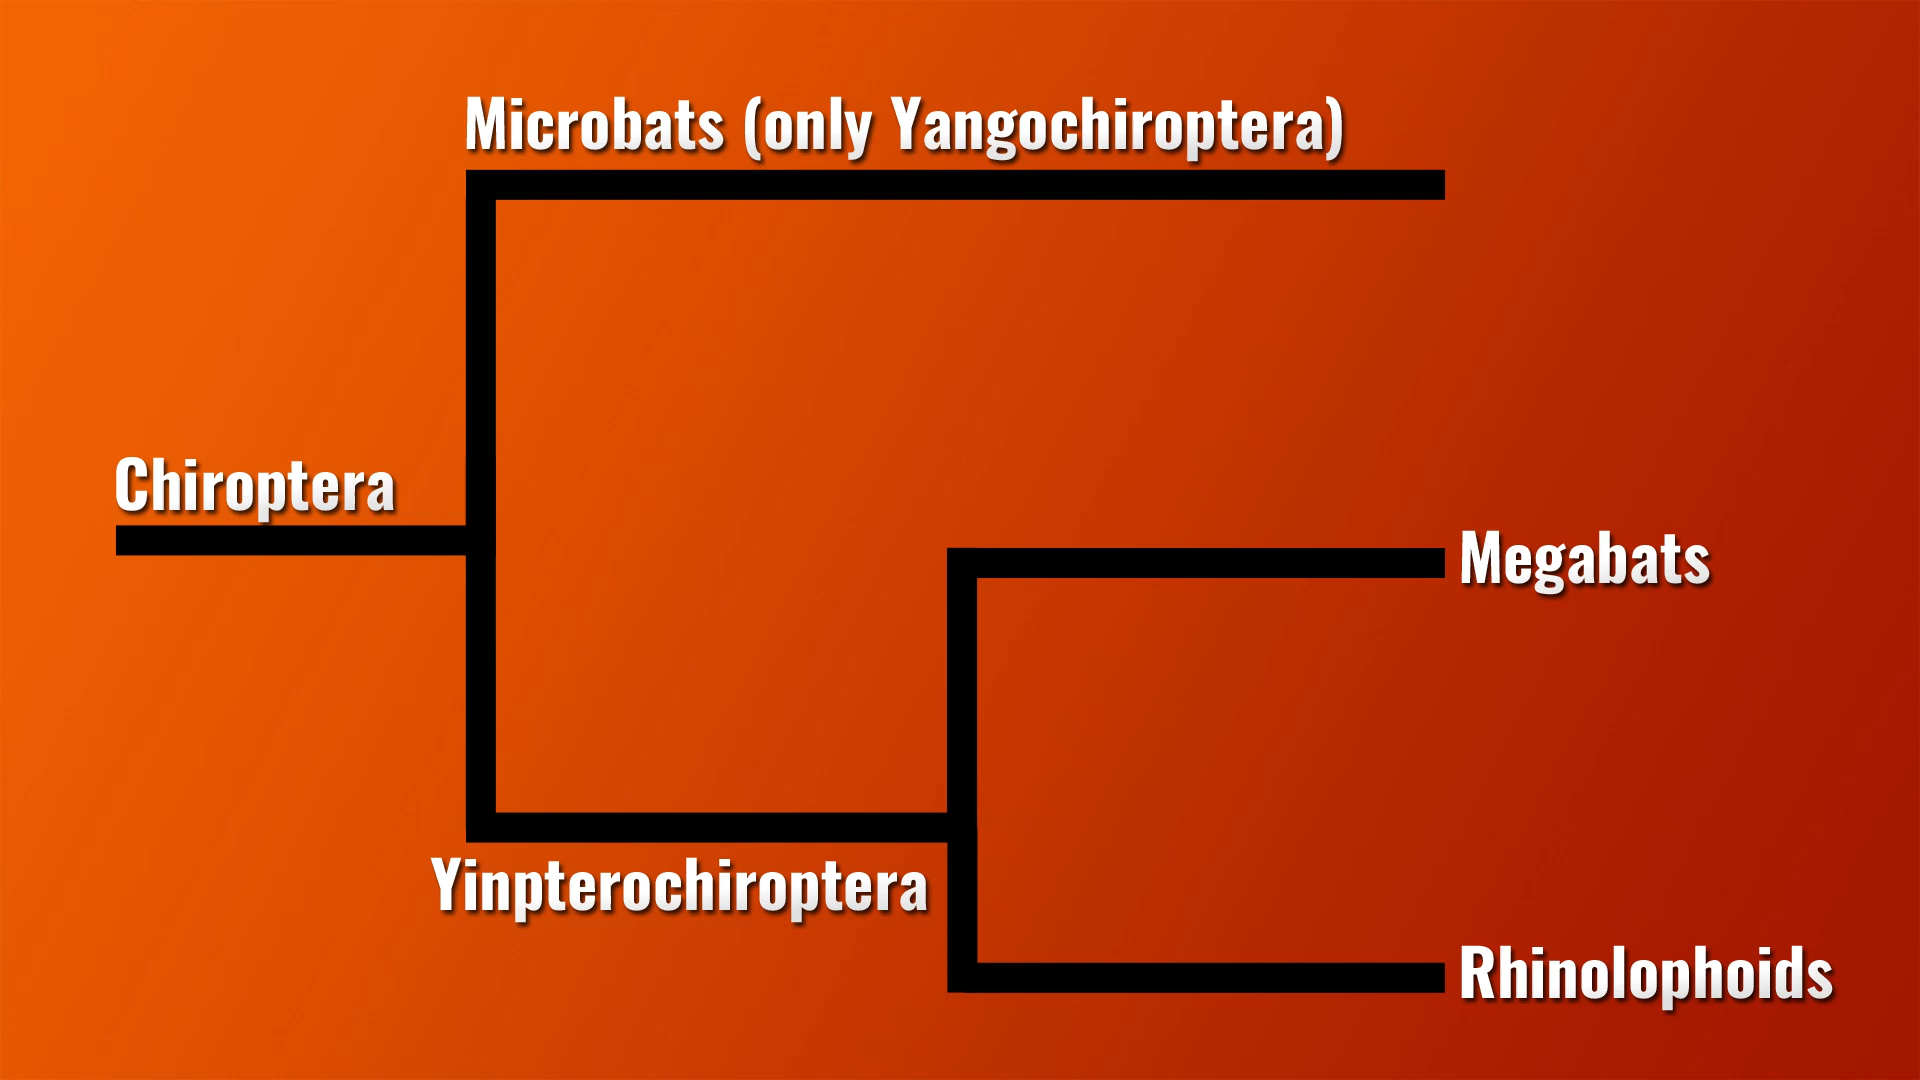 Microbats (only Yangochiroptera)
Chiroptera
Megabats
Yinpterochiroptera
Rhinolophoids